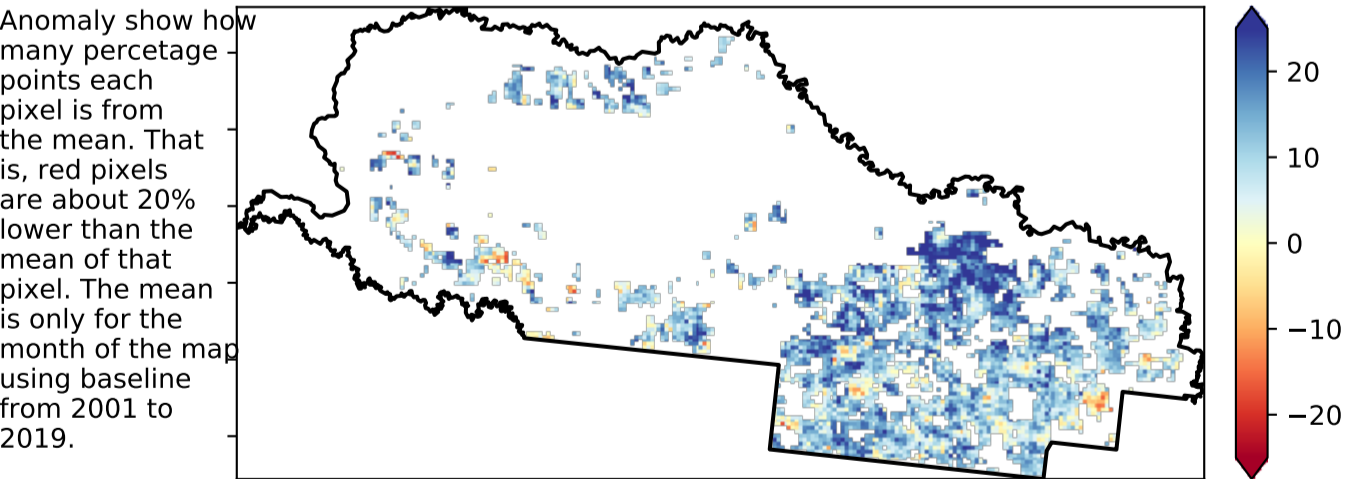 Anomaly show how
many percetage
points each
pixel is from
the mean. That
is, red pixels
are about 20%
lower than the
mean of that
pixel. The mean
is only for the
month of the map
using baseline
from 2001 to
2019.
20
10
0
−10
−20